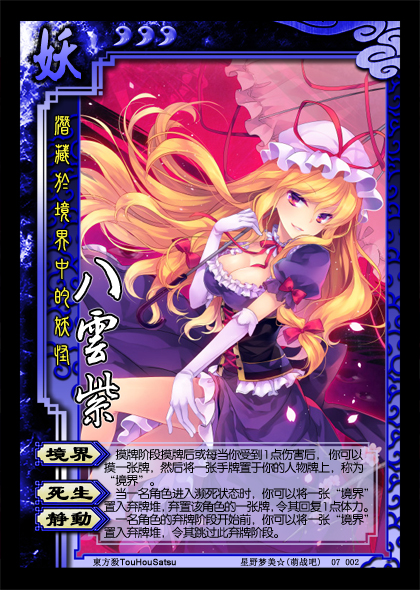 妖
潛藏於境界中的妖怪
八雲紫
境界
摸牌阶段摸牌后或每当你受到1点伤害后，你可以
摸一张牌，然后将一张手牌置于你的人物牌上，称为
“境界”。
死生
当一名角色进入濒死状态时，你可以将一张“境界”
置入弃牌堆，弃置该角色的一张牌，令其回复1点体力。
静動
一名角色的弃牌阶段开始前，你可以将一张“境界”
置入弃牌堆，令其跳过此弃牌阶段。
東方殺TouHouSatsu
星野梦美☆(萌战吧) 07 002